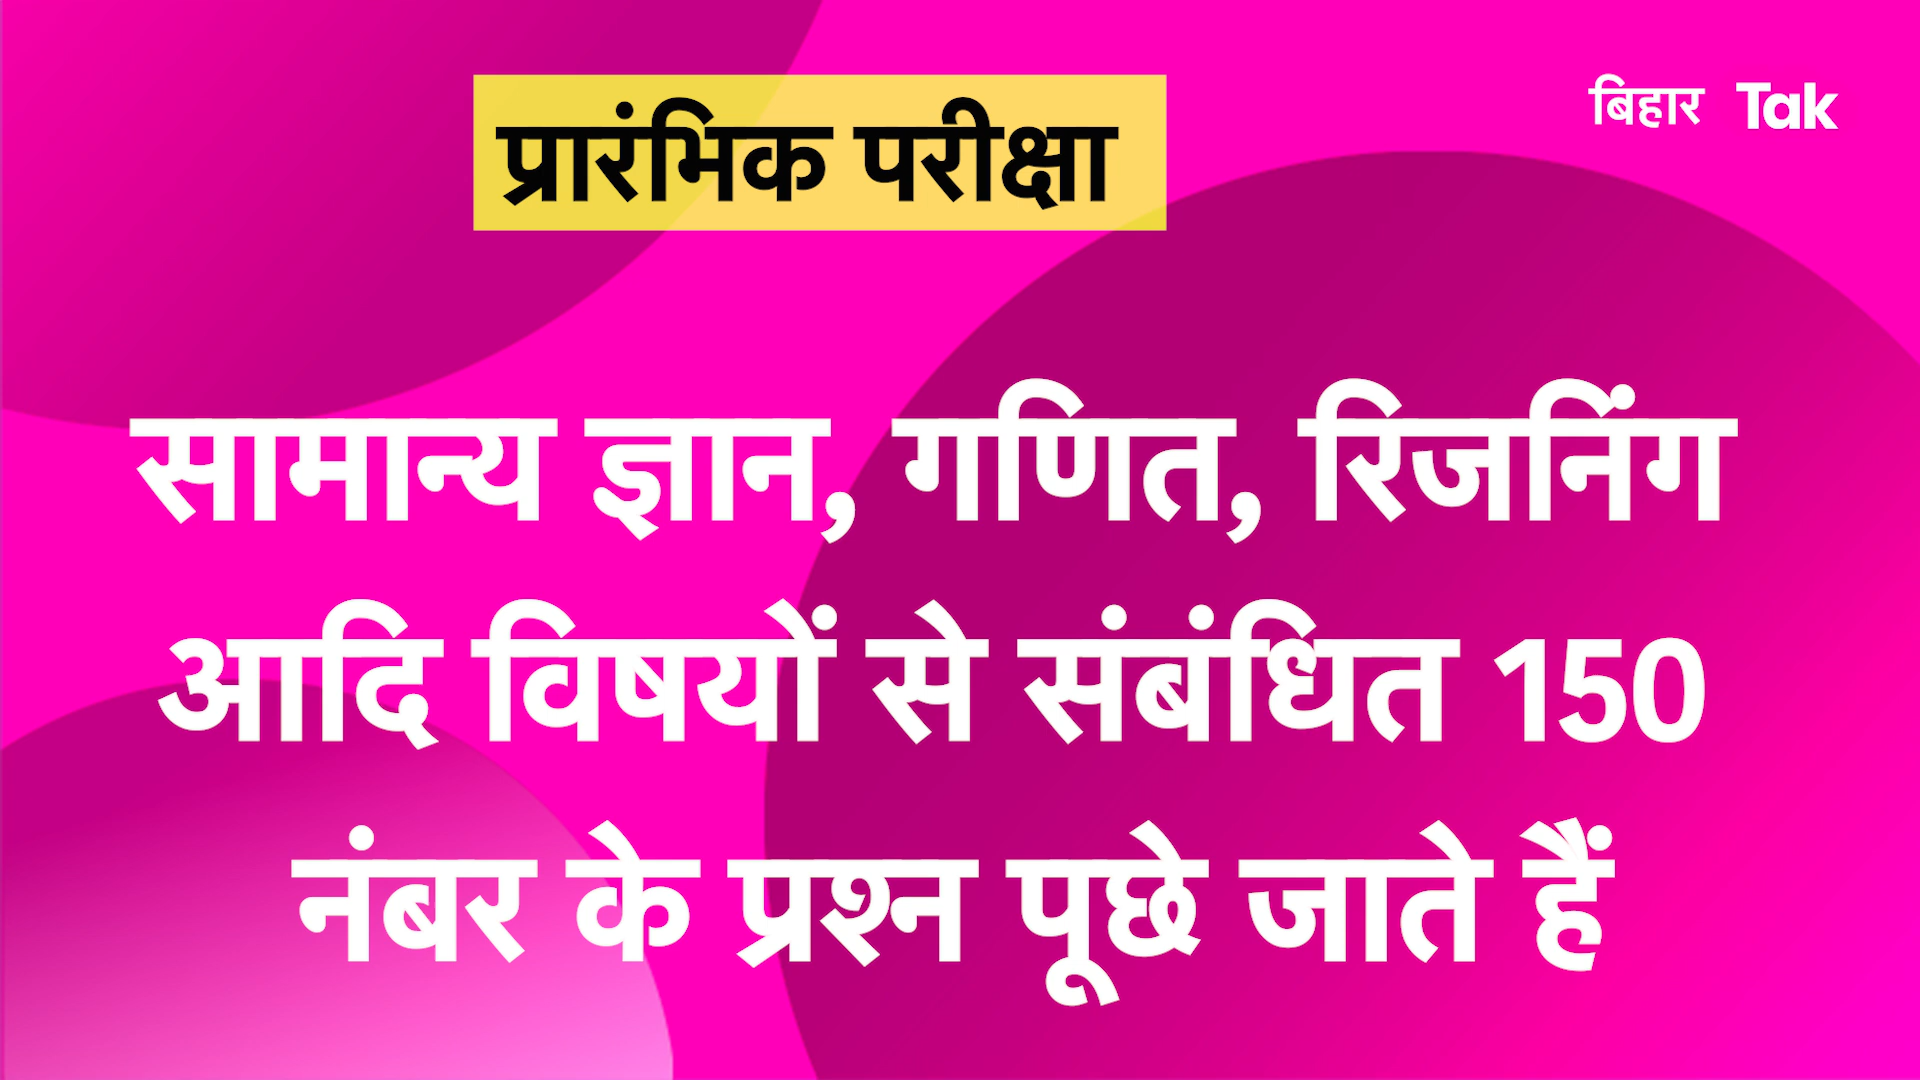 बिहार Tak
प्रारंभिक परीक्षा
सामान्य ज्ञान, गणित, रिजनिंग
आदि विषयों से संबंधित 150
नंबर के प्रश्न पूछे जाते हैं